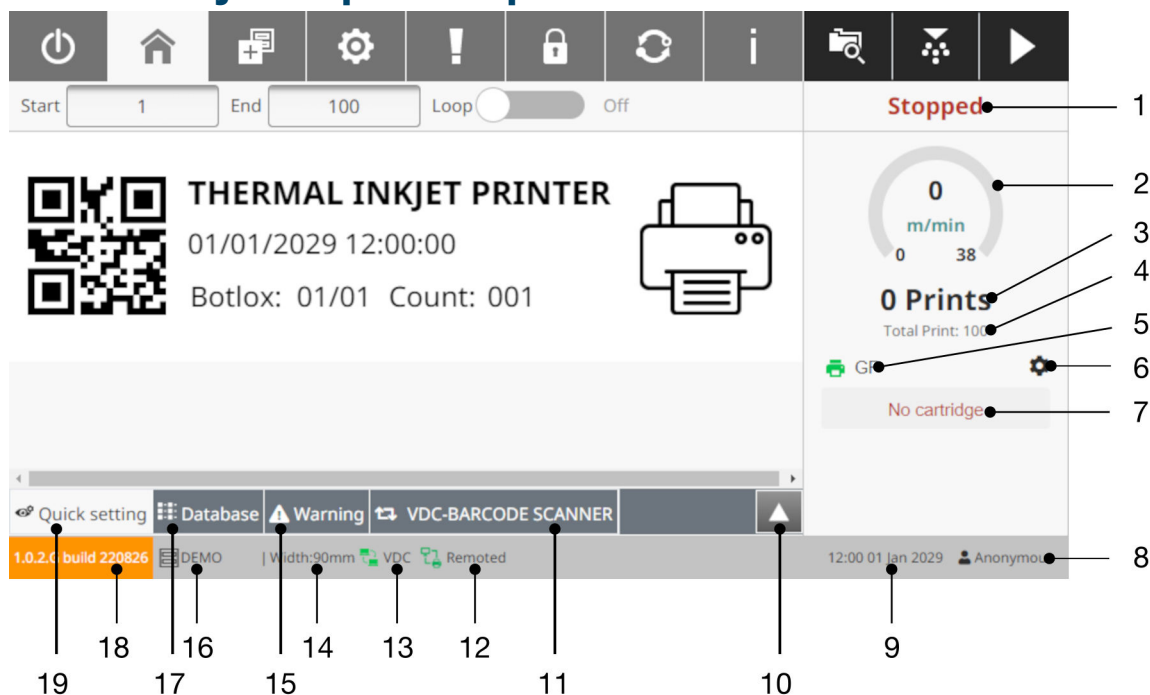 Start 1 End 100 Loop Off
Stopped
1
THERMAL INKJET PRINTER
01/01/2029 12:00:00
Botlox: 01/01 Count: 001
0
m/min
0 38
2
0 Prints
3
Total Print: 100
4
5
6
No cartridge
7
Quick setting Database Warning VDC-BARCODE SCANNER
DEMO | Width:90mm VDC Remoted 12:00 01 Jan 2029
build 220826
8
18 16 14 13 12 9
19 17 15 11 10